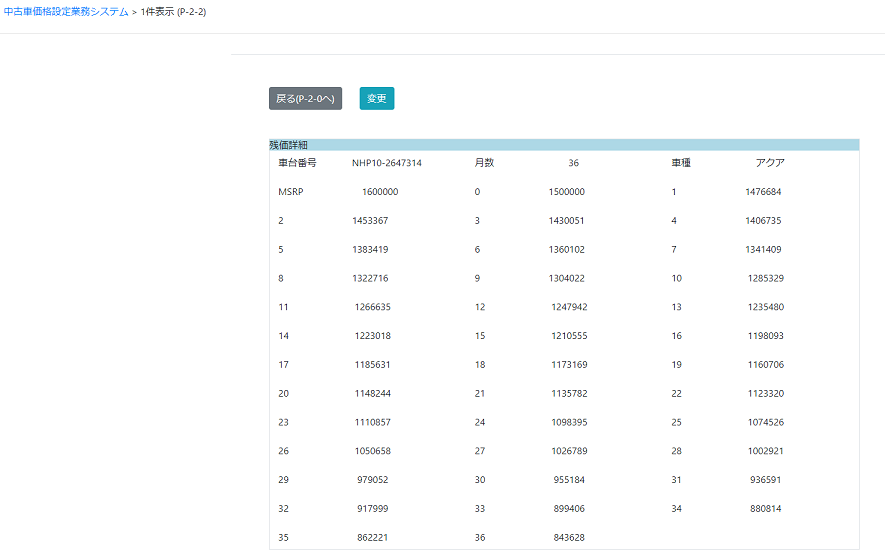 中古車価格設定業務システム > 1件表示 (P-2-2)
戻る(P-2-0へ) 変更
残価詳細
車台番号 NHP10-2647314 月数 36 車種 アクア
MSRP 1600000 0 1500000 1 1476684
2 1453367 3 1430051 4 1406735
5 1383419 6 1360102 7 1341409
8 1322716 9 1304022 10 1285329
11 1266635 12 1247942 13 1235480
14 1223018 15 1210555 16 1198093
17 1185631 18 1173169 19 1160706
20 1148244 21 1135782 22 1123320
23 1110857 24 1098395 25 1074526
26 1050658 27 1026789 28 1002921
29 979052 30 955184 31 936591
32 917999 33 899406 34 880814
35 862221 36 843628